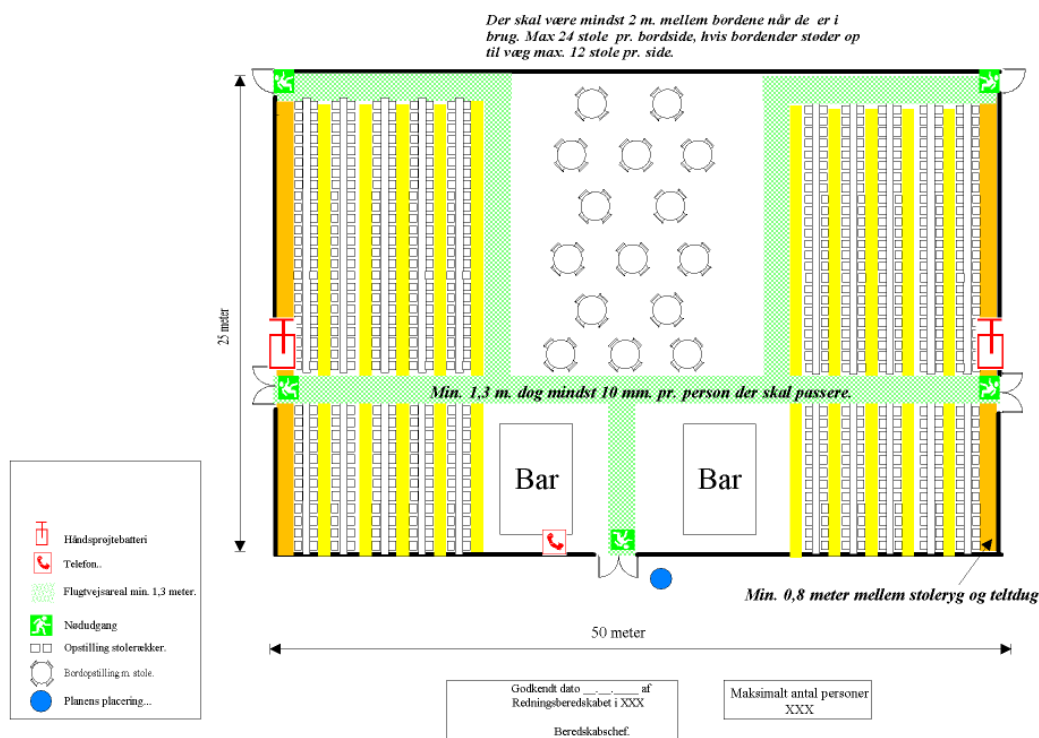 Der skal være mindst 2 m. mellem bordene når de er i
brug. Max 24 stole pr. bordside, hvis bordender støder op
til væg max. 12 stole pr. side.
25 meter
Min. 1,3 m. dog mindst 10 mm. pr. person der skal passere.
Bar
Bar
Håndsprøjtebatteri
Telefon..
Flugtvejsareal min. 1,3 meter.
Nødudgang
Opstilling stolerækker.
Bordopstilling m. stole.
Planens placering...
Min. 0,8 meter mellem stoleryg og teltdug
50 meter
Godkendt dato __.__.____ af
Redningsberedskabet i XXX
Beredskabschef.
Maksimalt antal personer
XXX